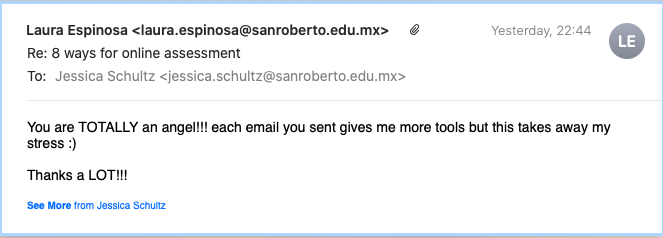 Laura Espinosa <laura.espinosa@sanroberto.edu.mx> Yesterday, 22:44 LE
Re: 8 ways for online assessment
To: Jessica Schultz <jessica.schultz@sanroberto.edu.mx>
You are TOTALLY an angel!!! each email you sent gives me more tools but this takes away my
stress :)
Thanks a LOT!!!
See More from Jessica Schultz